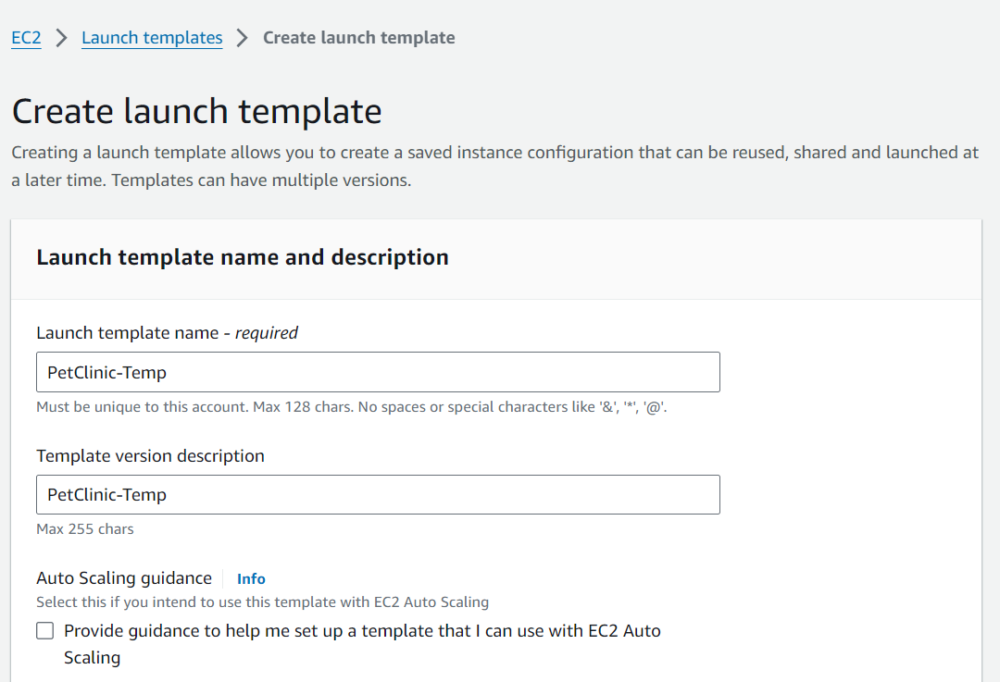 EC2 > Launch templates > Create launch template
Create launch template
Creating a launch template allows you to create a saved instance configuration that can be reused, shared and launched at
a later time. Templates can have multiple versions.
Launch template name and description
Launch template name - required
PetClinic-Temp
Must be unique to this account. Max 128 chars. No spaces or special characters like '&', '*', '@'.
Template version description
PetClinic-Temp
Max 255 chars
Auto Scaling guidance Info
Select this if you intend to use this template with EC2 Auto Scaling
Provide guidance to help me set up a template that I can use with EC2 Auto
Scaling